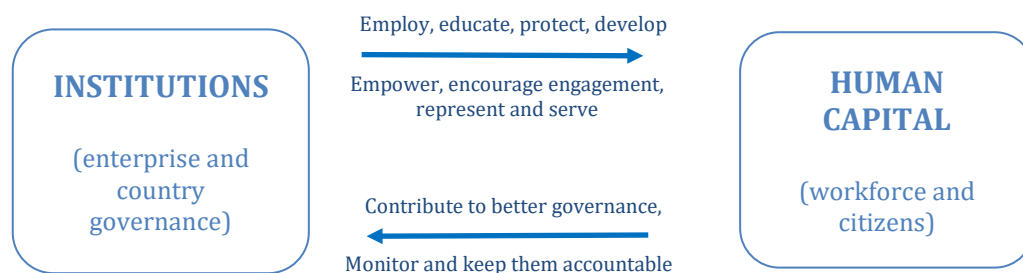 INSTITUTIONS
(enterprise and
country
governance)
Employ, educate, protect, develop
Empower, encourage engagement,
represent and serve
Contribute to better governance,
Monitor and keep them accountable
HUMAN
CAPITAL
(workforce and
citizens)